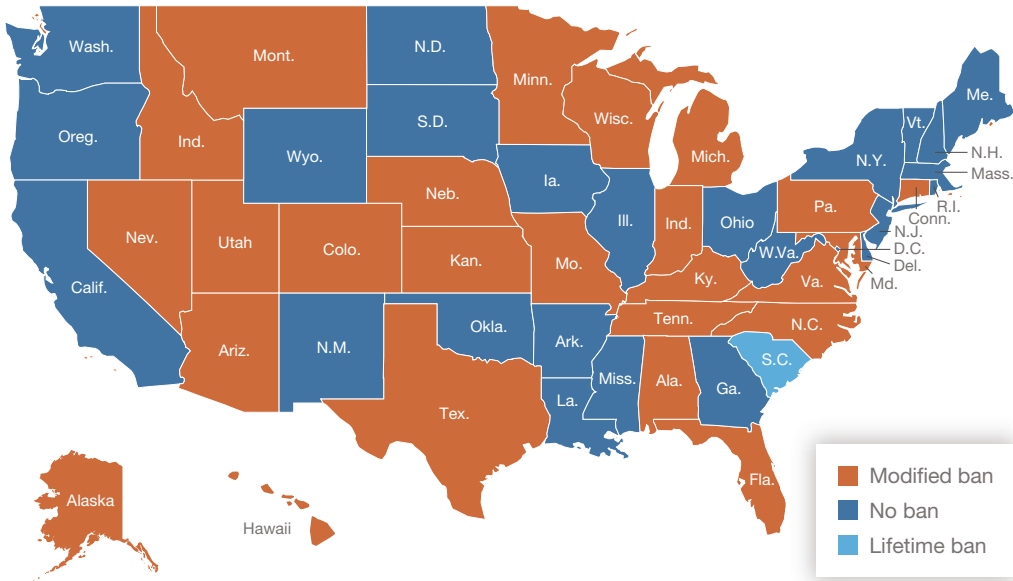 Wash.
Mont.
N.D.
Minn.
Me.
Vt.
Oreg.
Ind.
S.D.
Wisc.
Wyo.
Mich.
N.Y.
N.H.
Mass.
Neb.
Ia.
R.I.
Conn.
Nev.
Utah
Colo.
Ill.
Ind.
Ohio
Pa.
N.J.
D.C.
Calif.
Kan.
Mo.
Ky.
W.Va.
Va.
Del.
Md.
Ariz.
N.M.
Okla.
Ark.
Tenn.
N.C.
S.C.
Tex.
La.
Miss.
Ala.
Ga.
Fla.
Alaska
Hawaii
Modified ban
No ban
Lifetime ban